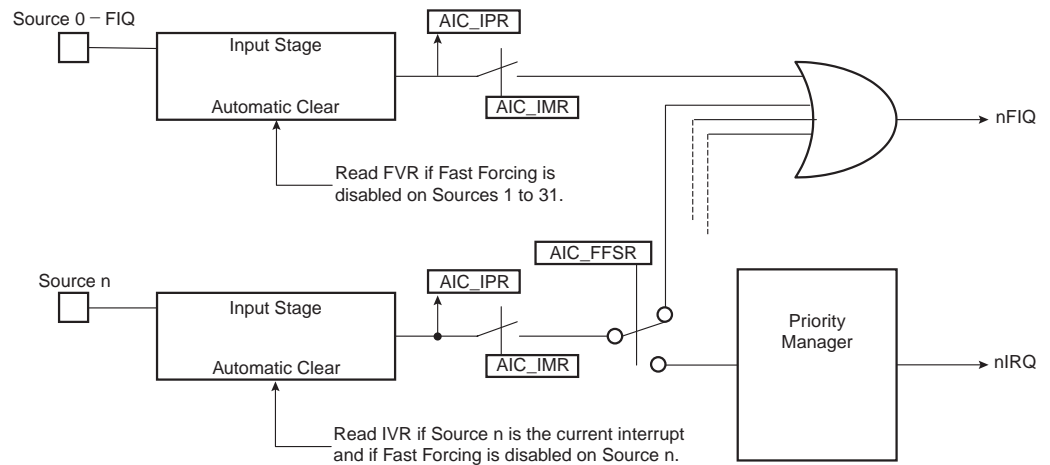 Source 0 – FIQ
AIC_IPR
Input Stage
Automatic Clear
AIC_IMR
nFIQ
Read FVR if Fast Forcing is
disabled on Sources 1 to 31.
AIC_FFSR
Source n
AIC_IPR
Input Stage
Priority
Manager
Automatic Clear
AIC_IMR
nIRQ
Read IVR if Source n is the current interrupt
and if Fast Forcing is disabled on Source n.